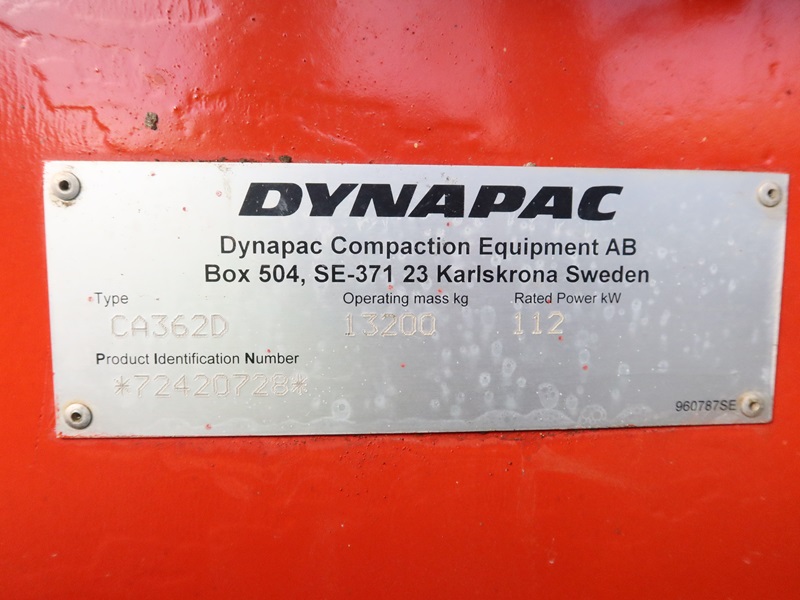 DYNAPAC
Dynapac Compaction Equipment AB
Box 504, SE-371 23 Karlskrona Sweden
Type Operating mass kg Rated Power kW
CA362D 13200 112
Product Identification Number
*72420728*
960787SE